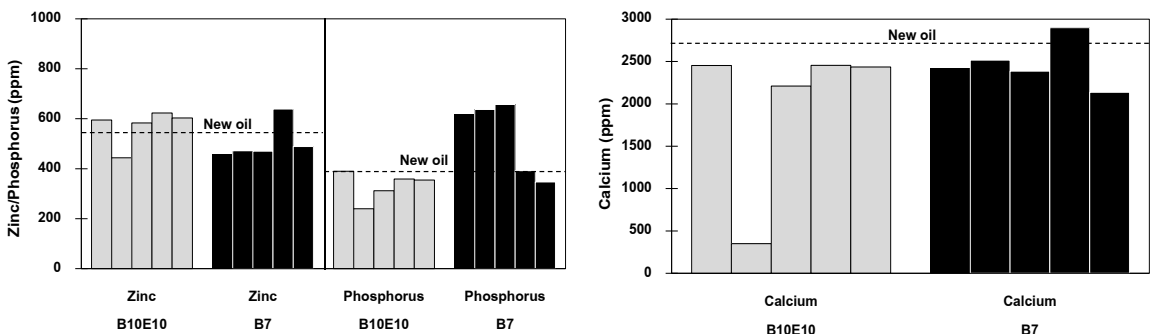 Zinc/Phosphorus (ppm)
1000
800
600
400
200
0
New oil
New oil
Zinc
Zinc
Phosphorus
Phosphorus
B10E10
B7
B10E10
B7
Calcium (ppm)
3000
2500
2000
1500
1000
500
0
New oil
Calcium
Calcium
B10E10
B7